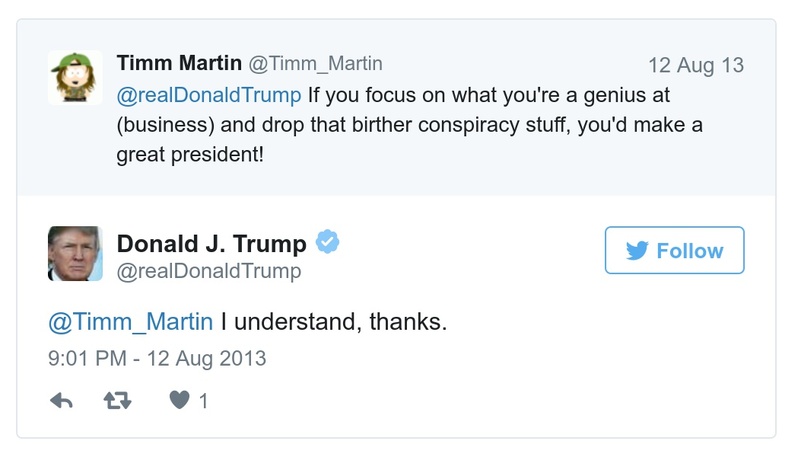 Timm Martin @Timm_Martin 12 Aug 13
@realDonaldTrump If you focus on what you're a genius at
(business) and drop that birther conspiracy stuff, you'd make a
great president!
Donald J. Trump
@realDonaldTrump
Follow
@Timm_Martin I understand, thanks.
9:01 PM - 12 Aug 2013
1